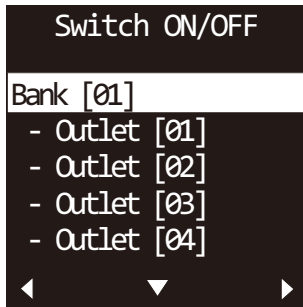 Switch ON/OFF
Bank [01]
- Outlet [01]
- Outlet [02]
- Outlet [03]
- Outlet [04]